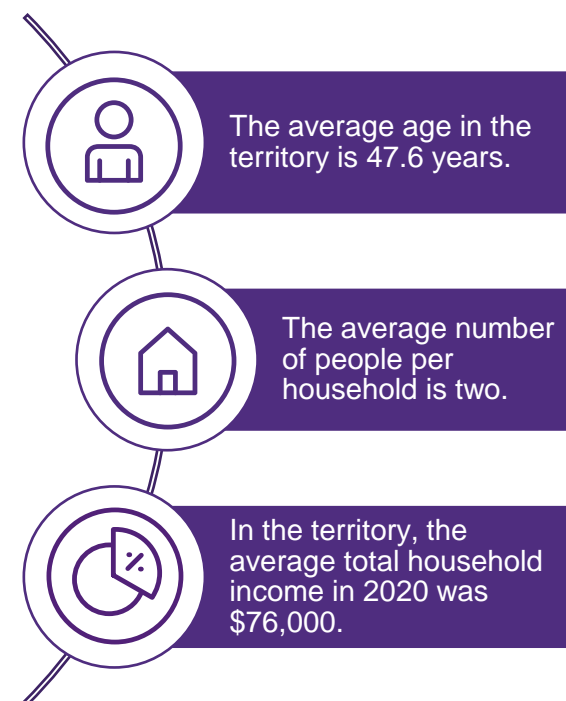 The average age in the
territory is 47.6 years.
The average number
of people per
household is two.
In the territory, the
average total household
income in 2020 was
$76,000.